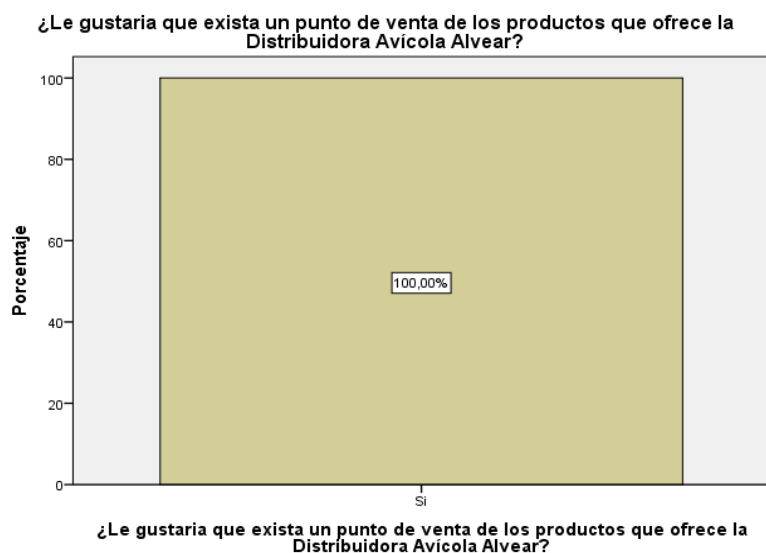 ¿Le gustaria que exista un punto de venta de los productos que ofrece la
Distribuidora Avícola Alvear?
100
80
60
40
20
0
Porcentaje
100,00%
Si
¿Le gustaria que exista un punto de venta de los productos que ofrece la
Distribuidora Avícola Alvear?